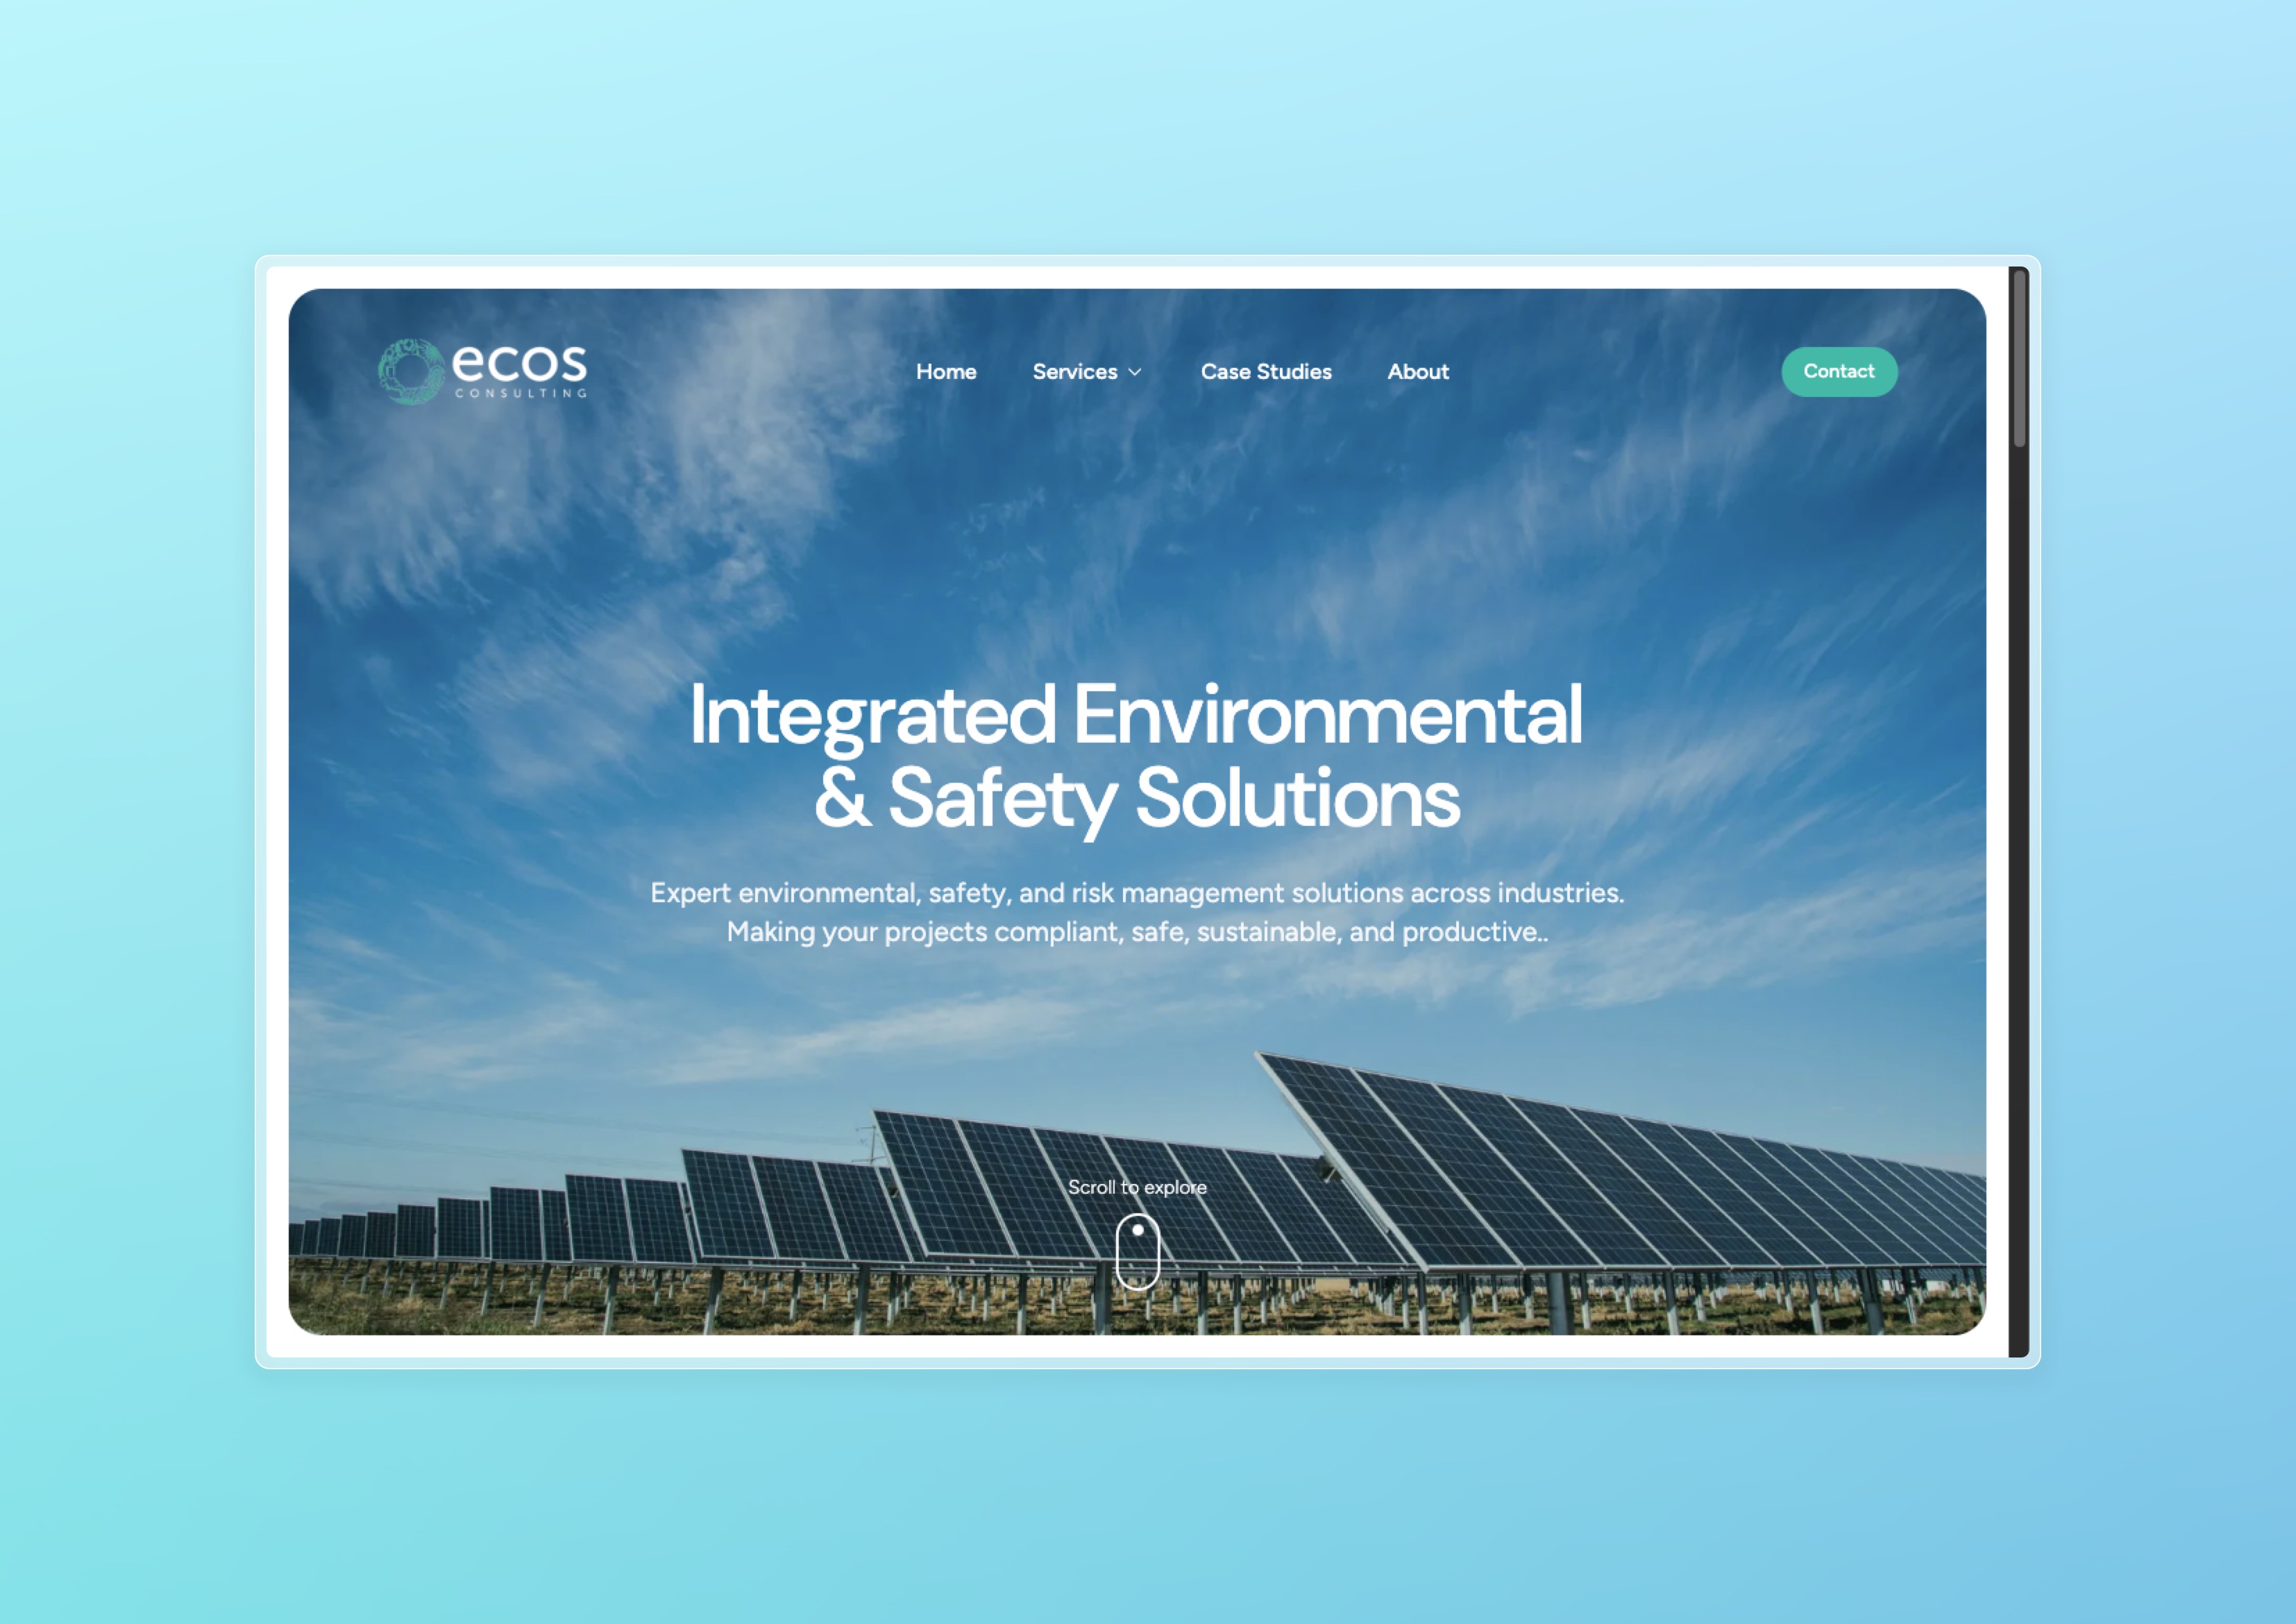 ecos
CONSULTING
Home
Services
Case Studies
About
Contact
Integrated Environmental
& Safety Solutions
Expert environmental, safety, and risk management solutions across industries.
Making your projects compliant, safe, sustainable, and productive..
Scroll to explore